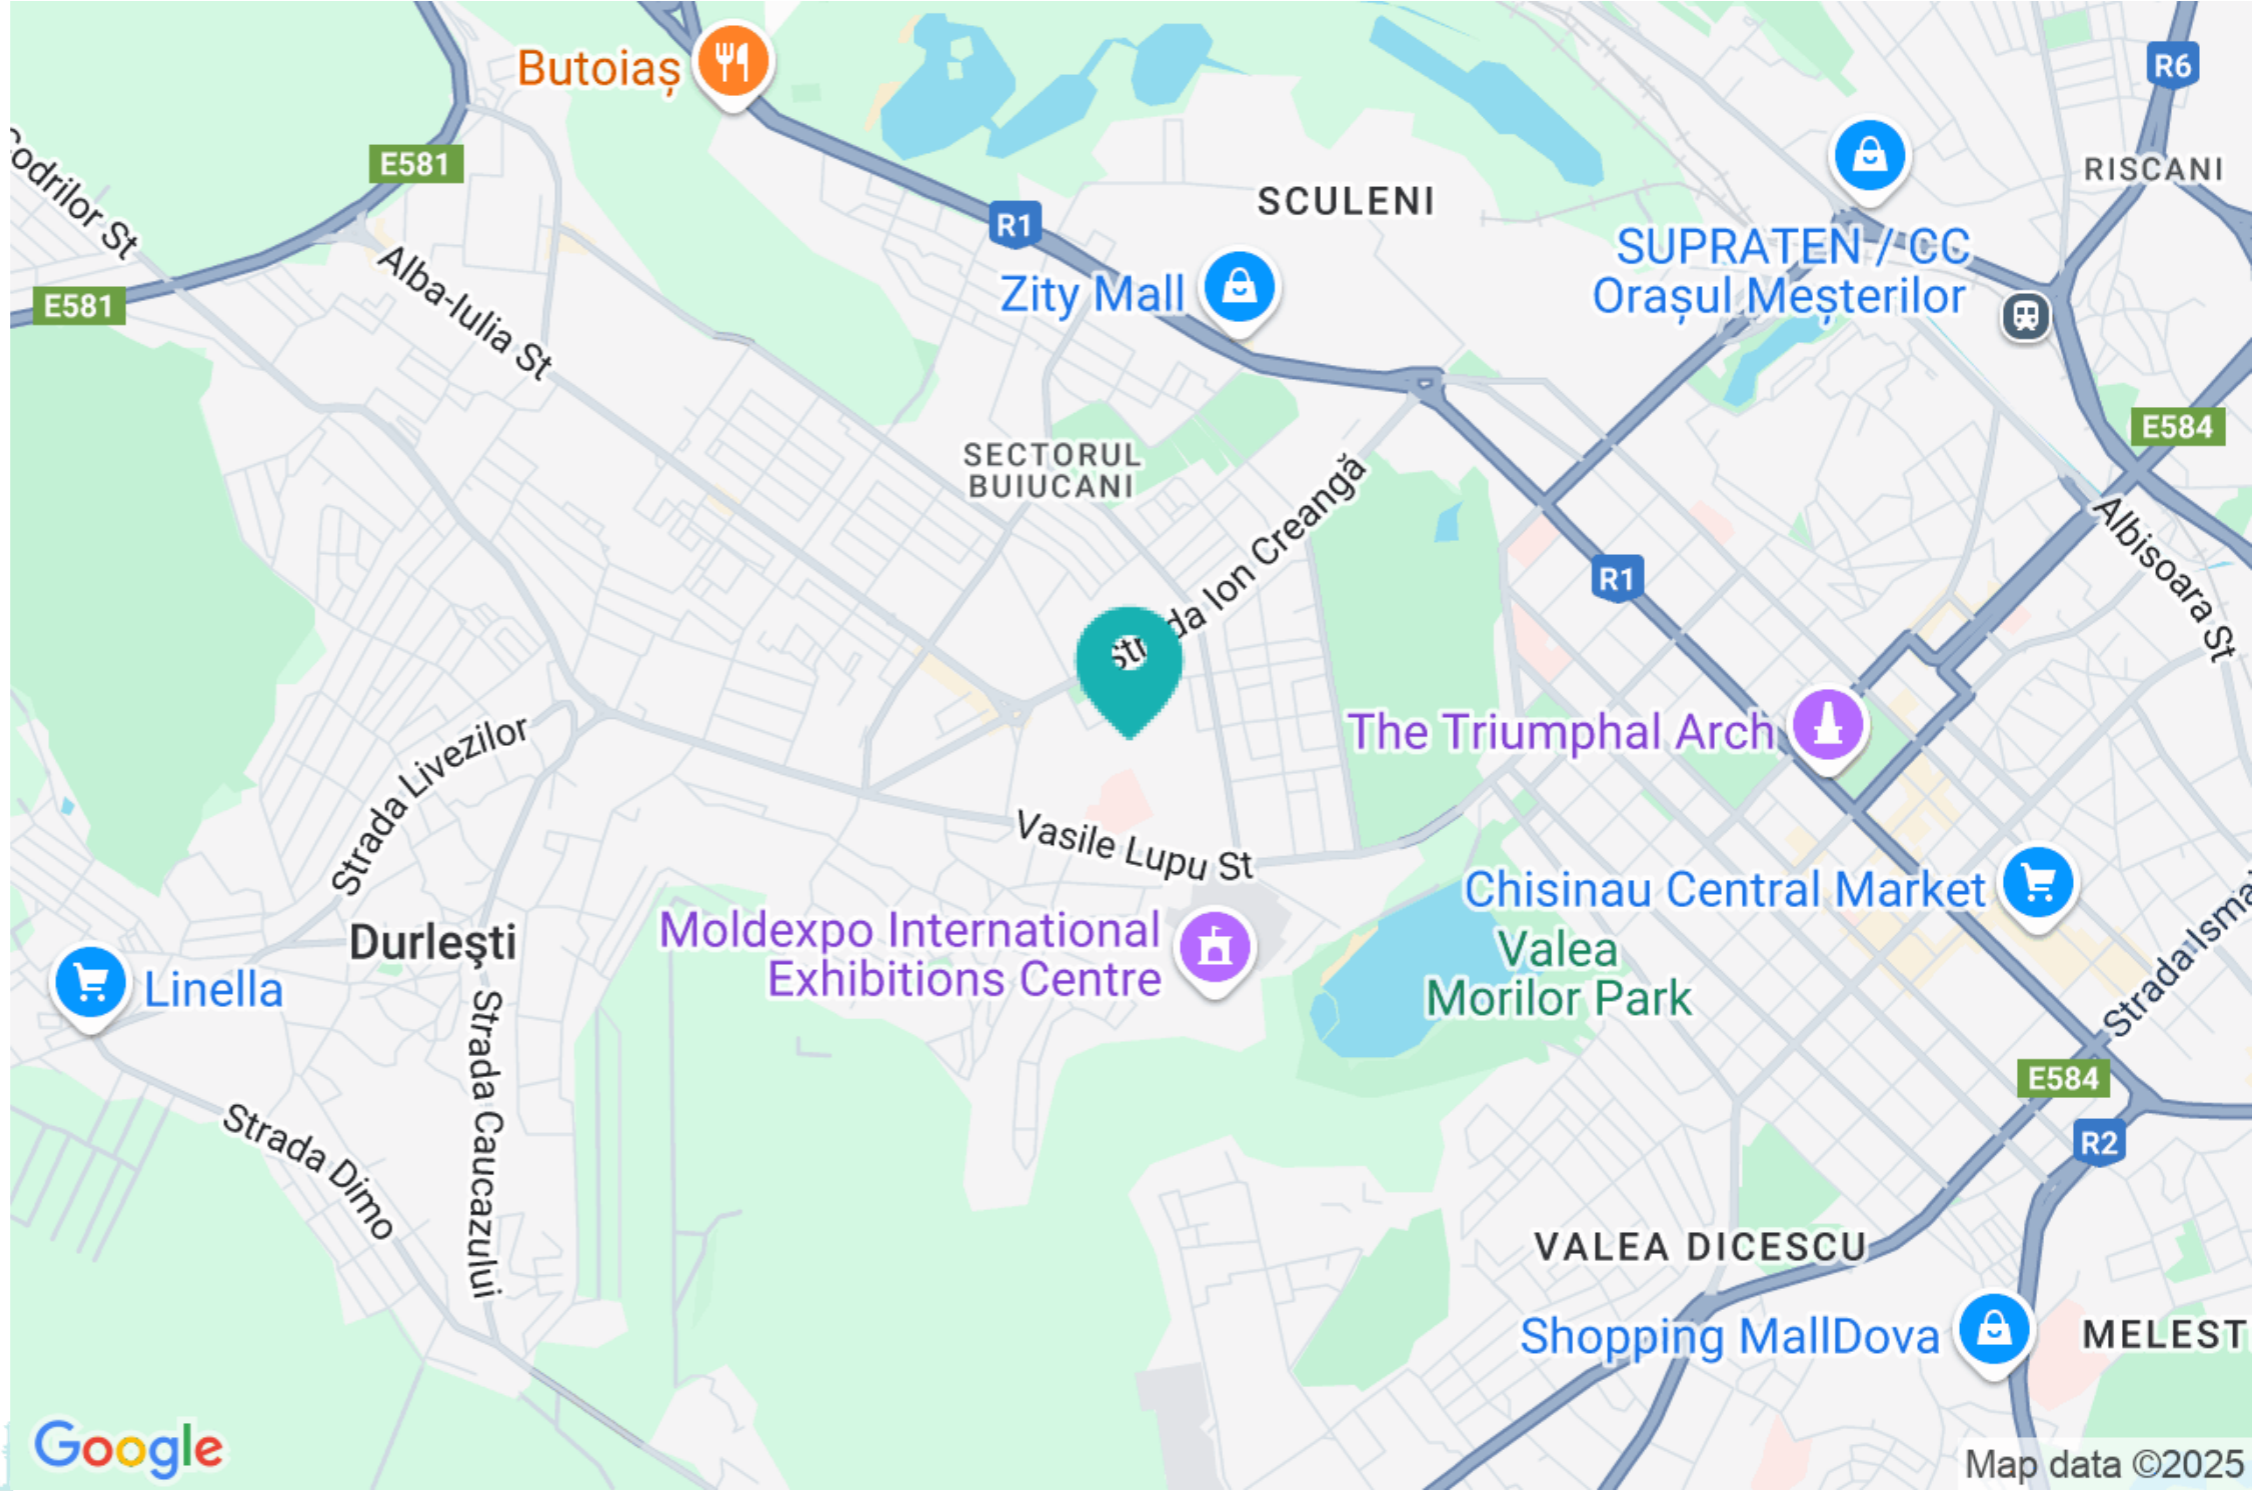 Butoiaș
R6
E581
RISCANI
R1
SCULENI
Codrilor St
SUPRATEN / CC
Orașul Meșterilor
Zity Mall
E581
Alba-Iulia St
E584
SECTORUL
BUIUCANI
Strada Ion Creangă
R1
Albisoara St
The Triumphal Arch
Strada Livezilor
Vasile Lupu St
Chisinau Central Market
Moldexpo International
Exhibitions Centre
Durleşti
Valea
Morilor Park
Linella
Strada Isma
E584
Strada Caucazului
Strada Dimo
R2
VALEA DICESCU
Shopping MallDova
MELEST
Google
Map data ©2025